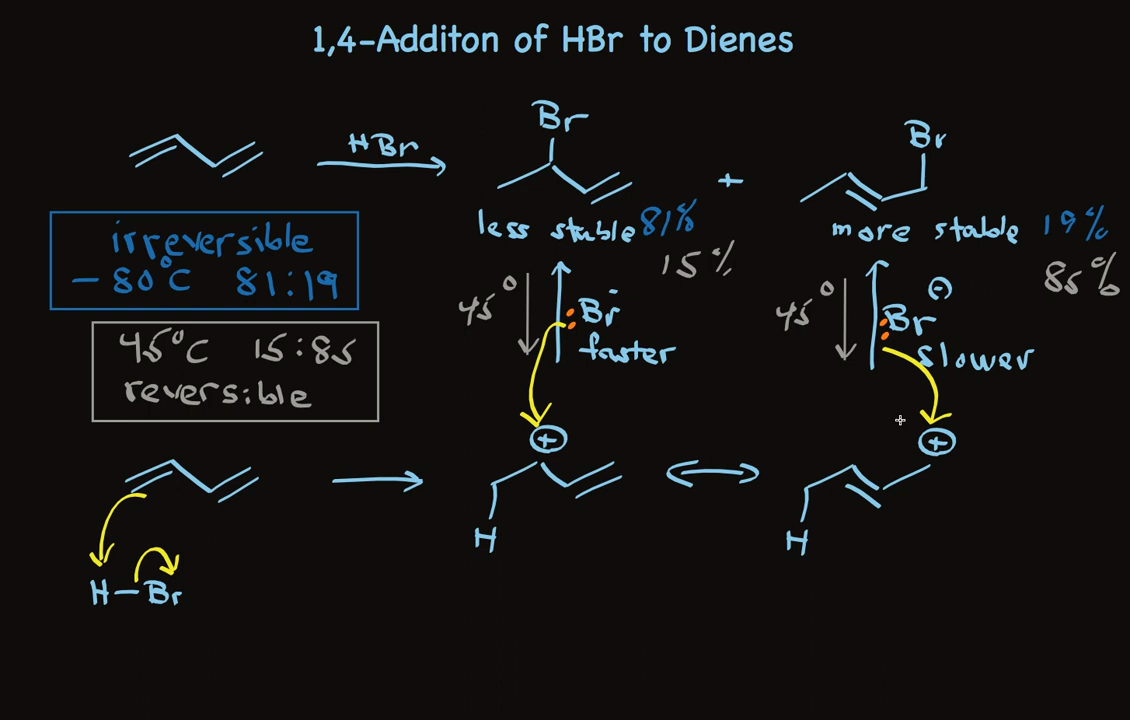 1,4-Additon of HBr to Dienes
Br
HBr
Br
+
less stable 81%
more stable 19%
irreversible
-80°C 81:19
15%
85%
45°
:Br
faster
45°
:Br ⊖
slower
45°C 15:85
reversible
⊕
⊕
H
H
H-Br